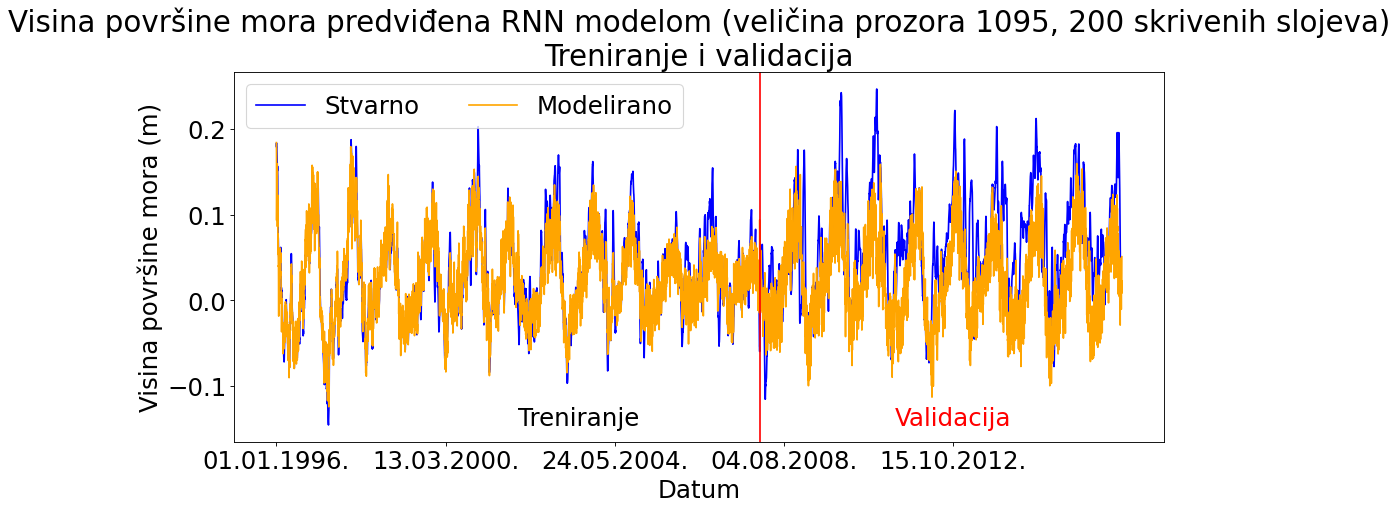 Visina površine mora predviđena RNN modelom (veličina prozora 1095, 200 skrivenih slojeva)
Treniranje i validacija
Stvarno
Modelirano
Visina površine mora (m)
0.2
0.1
0.0
−0.1
Treniranje
Validacija
01.01.1996.
13.03.2000.
24.05.2004.
04.08.2008.
15.10.2012.
Datum